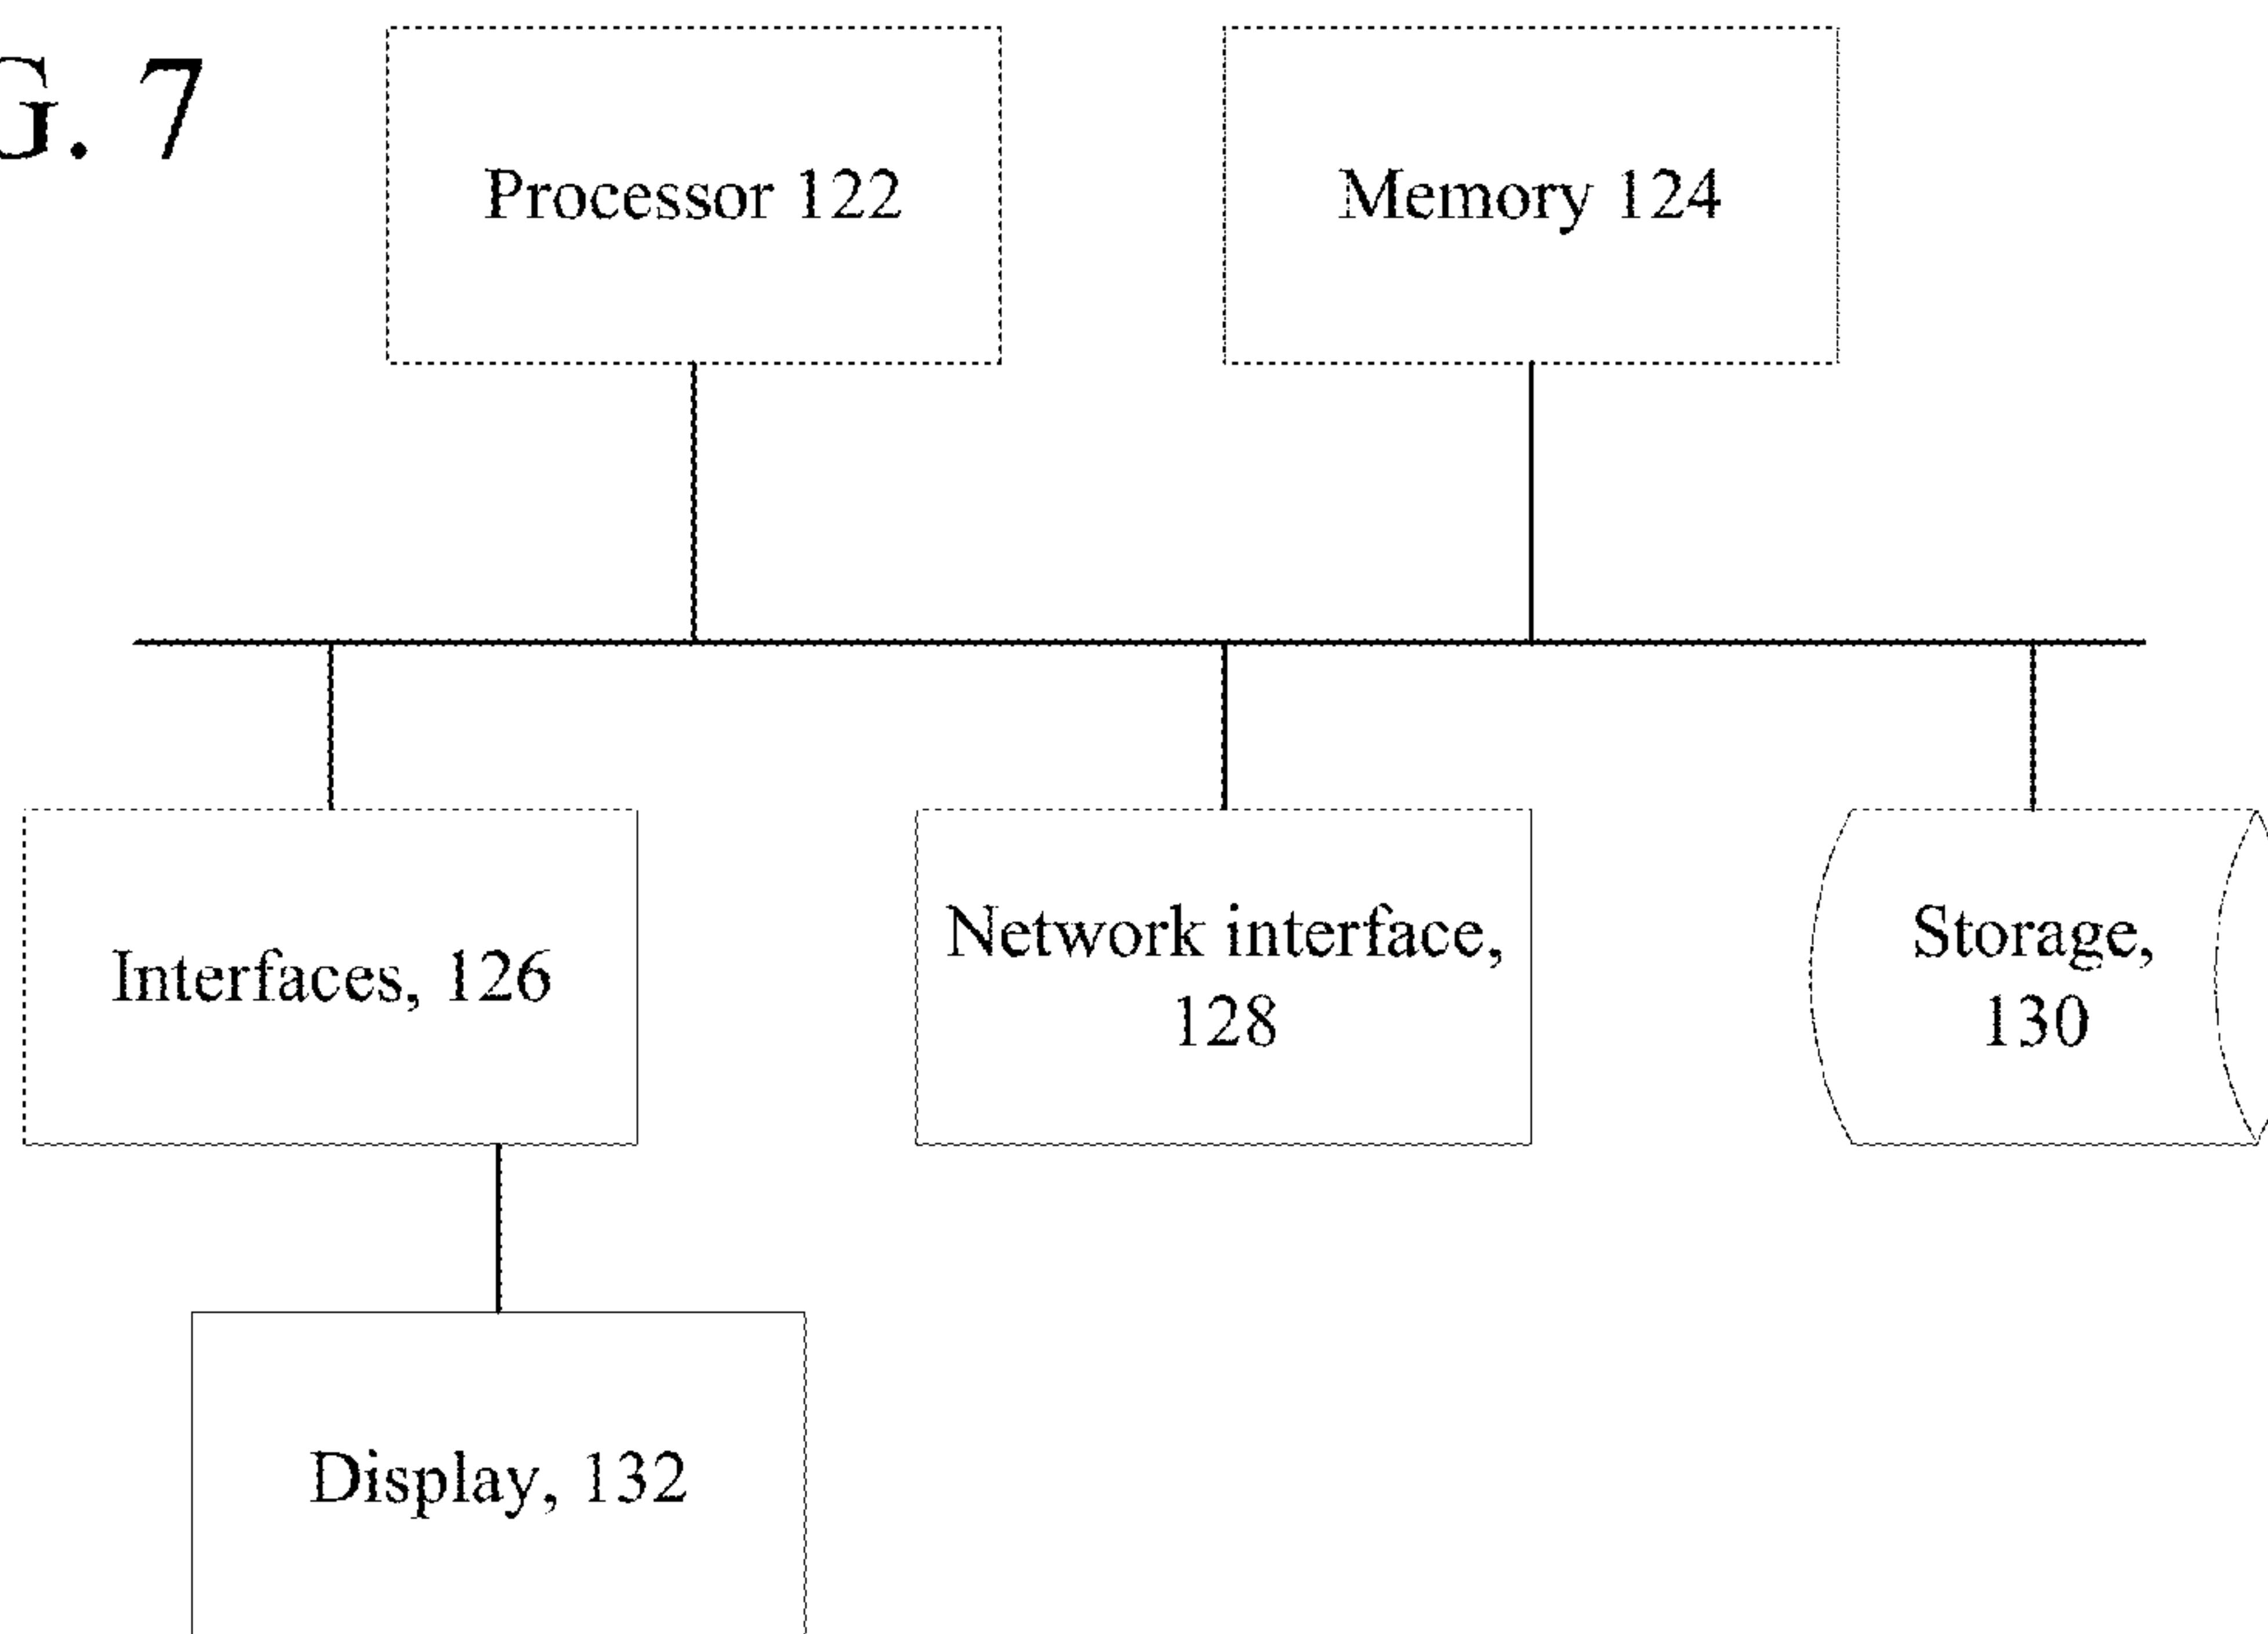 G. 7
Processor 122
Memory 124
Interfaces, 126
Network interface,
128
Storage,
130
Display, 132